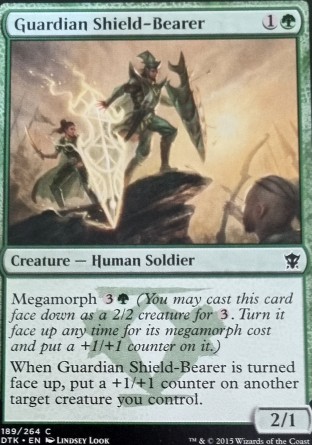 Guardian Shield-Bearer 1
Creature — Human Soldier
Megamorph 3 (You may cast this
card face down as a 2/2 creature for 3. Turn it
face up any time for its megamorph cost
and put a +1/+1 counter on it.)
When Guardian Shield-Bearer is turned
face up, put a +1/+1 counter on another
target creature you control.
2/1
189/264 C
DTK • EN Lindsey Look
™ & © 2015 Wizards of the Coast